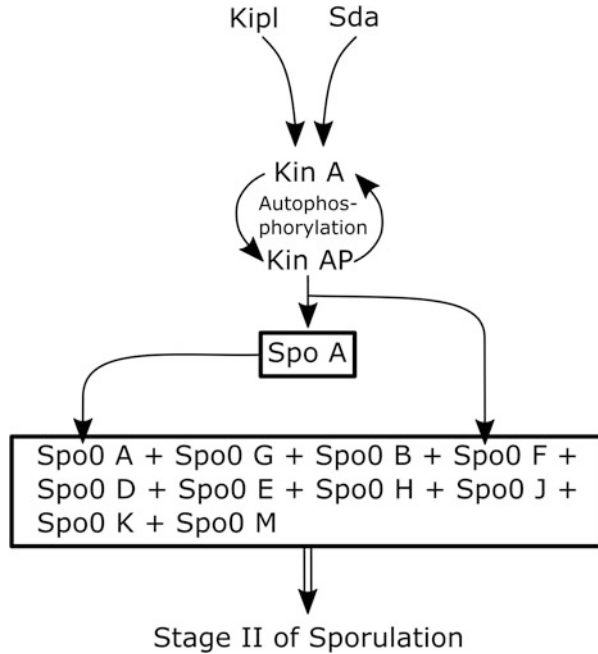 Kipl Sda
Kin A
Autophos-
phorylation
Kin AP
Spo A
Spo0 A + Spo0 G + Spo0 B + Spo0 F +
Spo0 D + Spo0 E + Spo0 H + Spo0 J +
Spo0 K + Spo0 M
Stage II of Sporulation